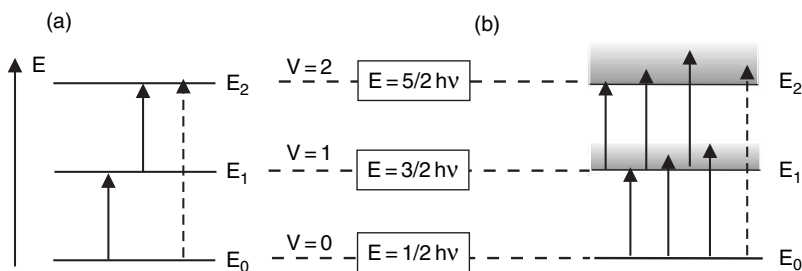 (a)
(b)
E
V = 2
E = 5/2 hν
E₂
E₂
V = 1
E = 3/2 hν
E₁
E₁
V = 0
E = 1/2 hν
E₀
E₀